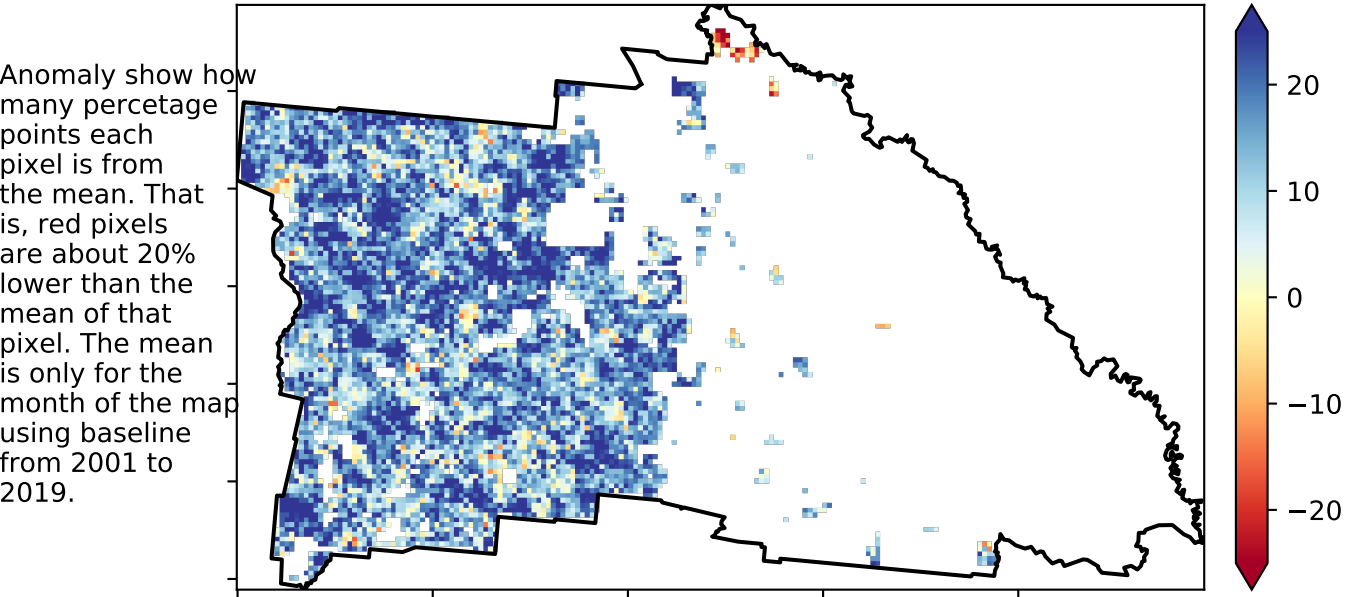 Anomaly show how
many percetage
points each
pixel is from
the mean. That
is, red pixels
are about 20%
lower than the
mean of that
pixel. The mean
is only for the
month of the map
using baseline
from 2001 to
2019.
20
10
0
−10
−20